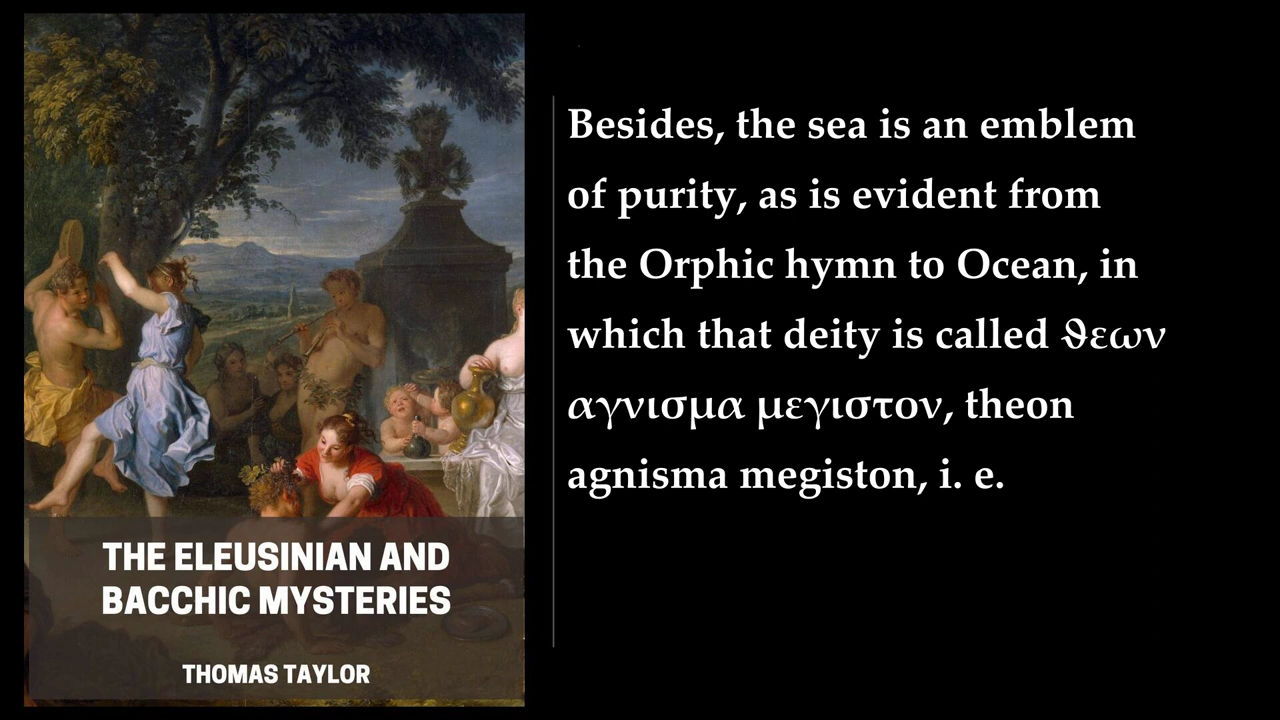 THE ELEUSINIAN AND
BACCHIC MYSTERIES
THOMAS TAYLOR
Besides, the sea is an emblem
of purity, as is evident from
the Orphic hymn to Ocean, in
which that deity is called ϑεων
αγνισμα μεγιστον, theon
agnisma megiston, i. e.